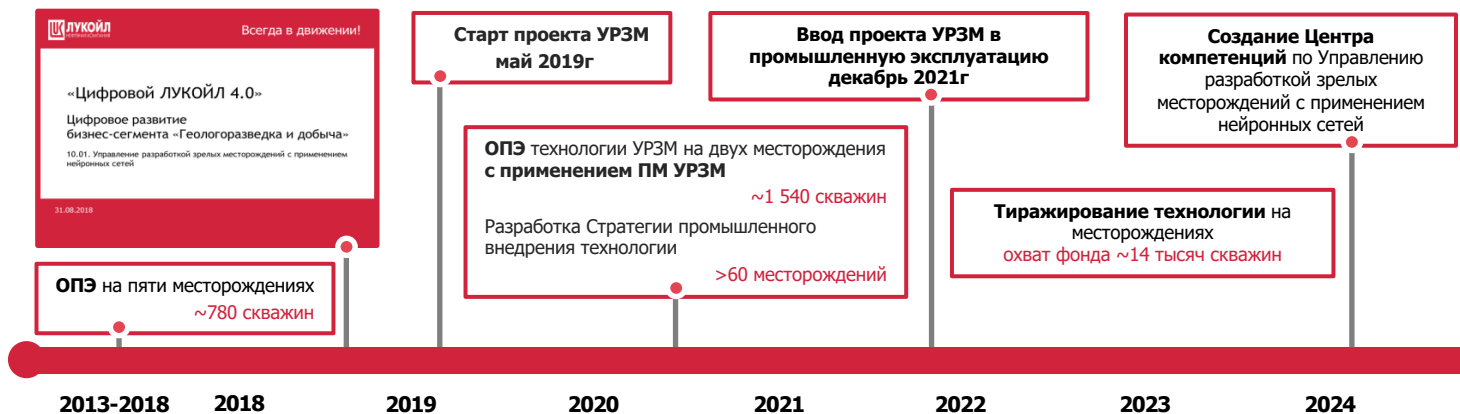 ЛУКОЙЛ
НЕФТЯНАЯ КОМПАНИЯ
Всегда в движении!
«Цифровой ЛУКОЙЛ 4.0»
Цифровое развитие
бизнес-сегмента «Геологоразведка и добыча»
10.01. Управление разработкой зрелых месторождений с применением
нейронных сетей
31.08.2018
ОПЭ на пяти месторождениях
~780 скважин
Старт проекта УРЗМ
май 2019г
ОПЭ технологии УРЗМ на двух месторождения
с применением ПМ УРЗМ
~1 540 скважин
Разработка Стратегии промышленного
внедрения технологии
>60 месторождений
Ввод проекта УРЗМ в
промышленную эксплуатацию
декабрь 2021г
Тиражирование технологии на
месторождениях
охват фонда ~14 тысяч скважин
Создание Центра
компетенций по Управлению
разработкой зрелых
месторождений с применением
нейронных сетей
2013-2018 2018 2019 2020 2021 2022 2023 2024